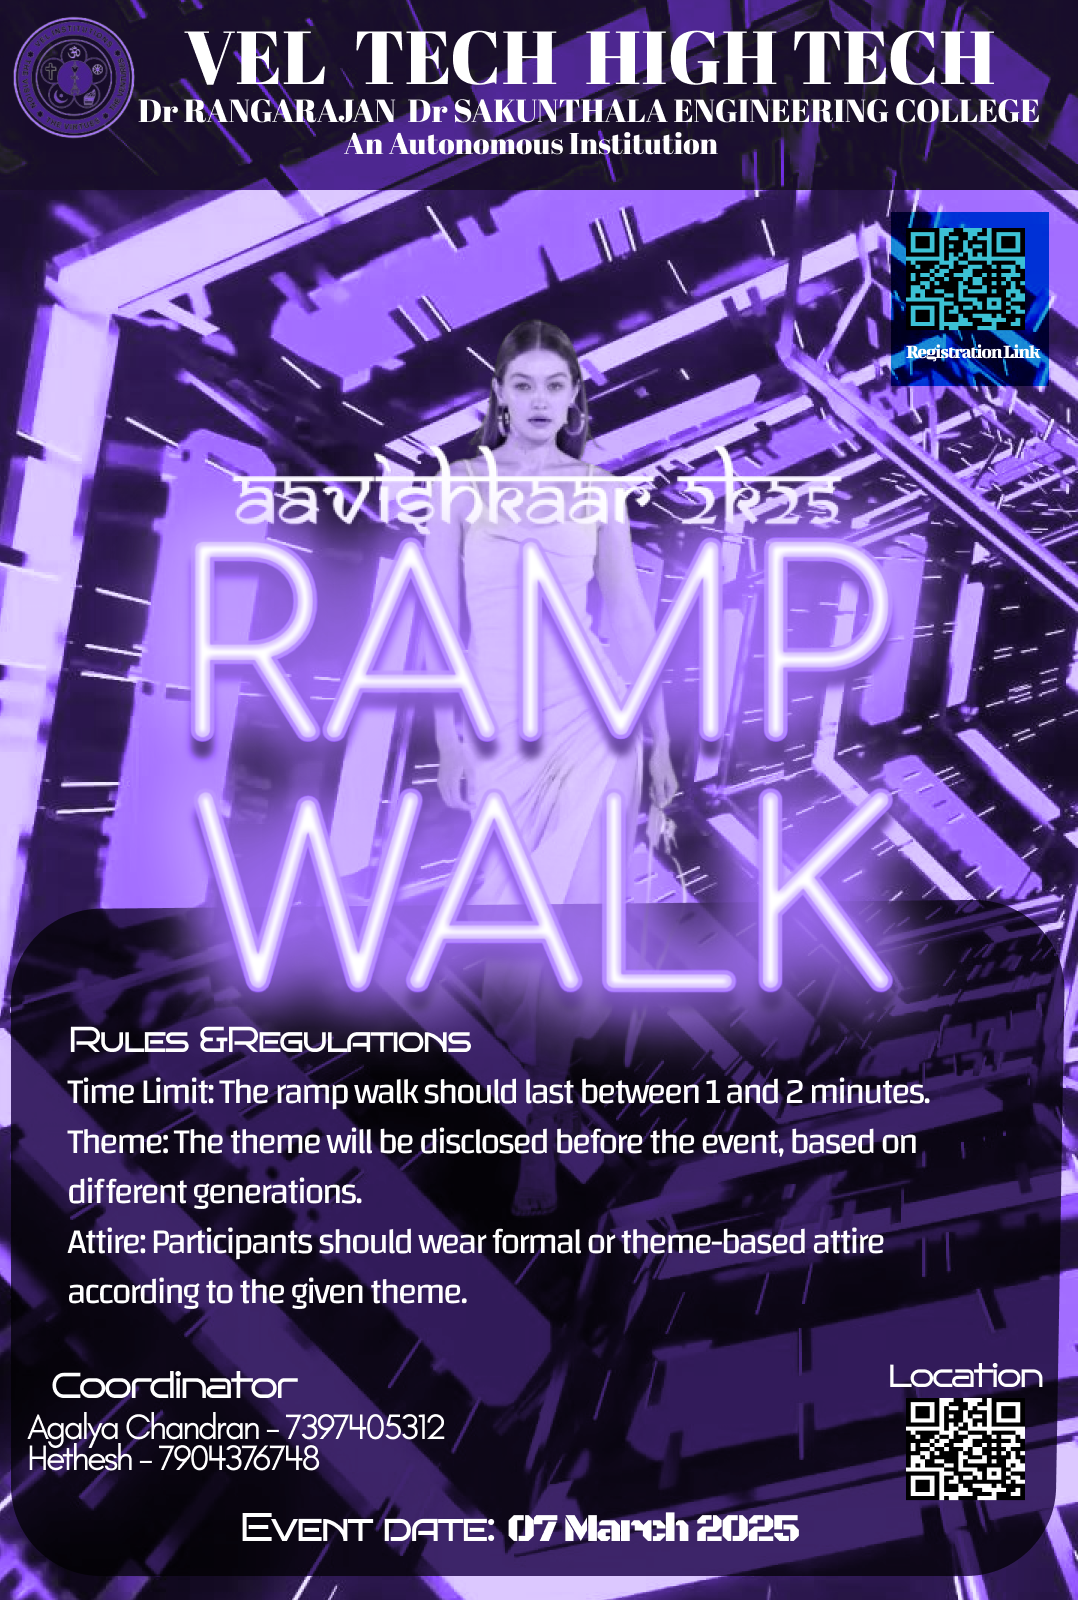 VEL TECH HIGH TECH
Dr RANGARAJAN Dr SAKUNTHALA ENGINEERING COLLEGE
An Autonomous Institution
Registration Link
aavishkaar 2k25
RAMP
WALK
RULES &REGULATIONS
Time Limit: The ramp walk should last between 1 and 2 minutes.
Theme: The theme will be disclosed before the event, based on
different generations.
Attire: Participants should wear formal or theme-based attire
according to the given theme.
Coordinator
Agalya Chandran - 7397405312
Hethesh - 7904376748
Location
EVENT DATE: 07 March 2025